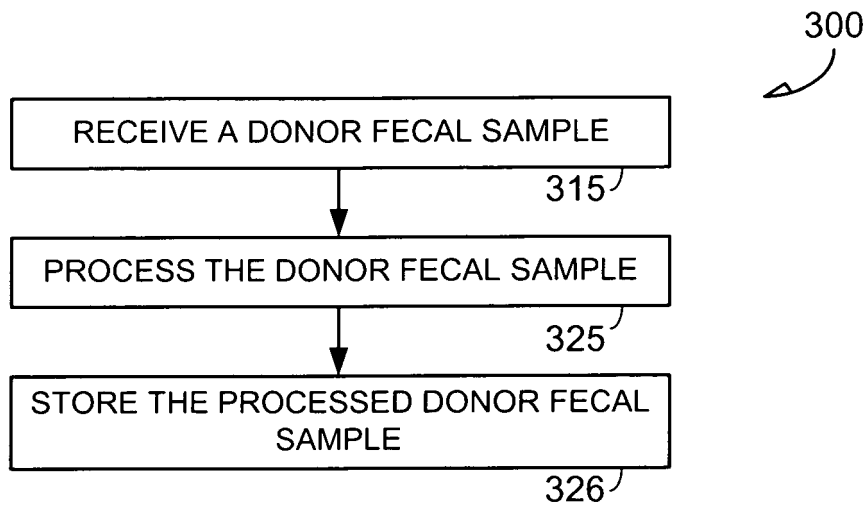 300
RECEIVE A DONOR FECAL SAMPLE
315
PROCESS THE DONOR FECAL SAMPLE
325
STORE THE PROCESSED DONOR FECAL
SAMPLE
326